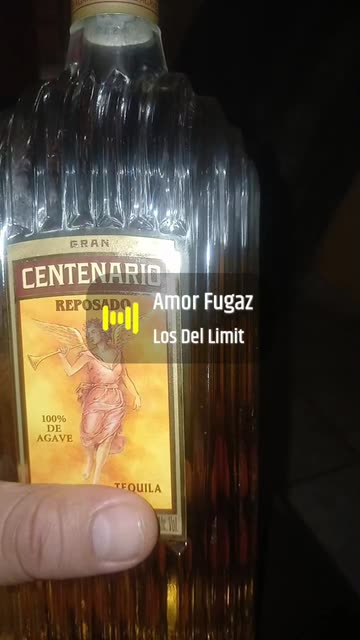 GRAN
CENTENARIO
REPOSADO
Amor Fugaz
Los Del Limit
100%
DE
AGAVE
TEQUILA